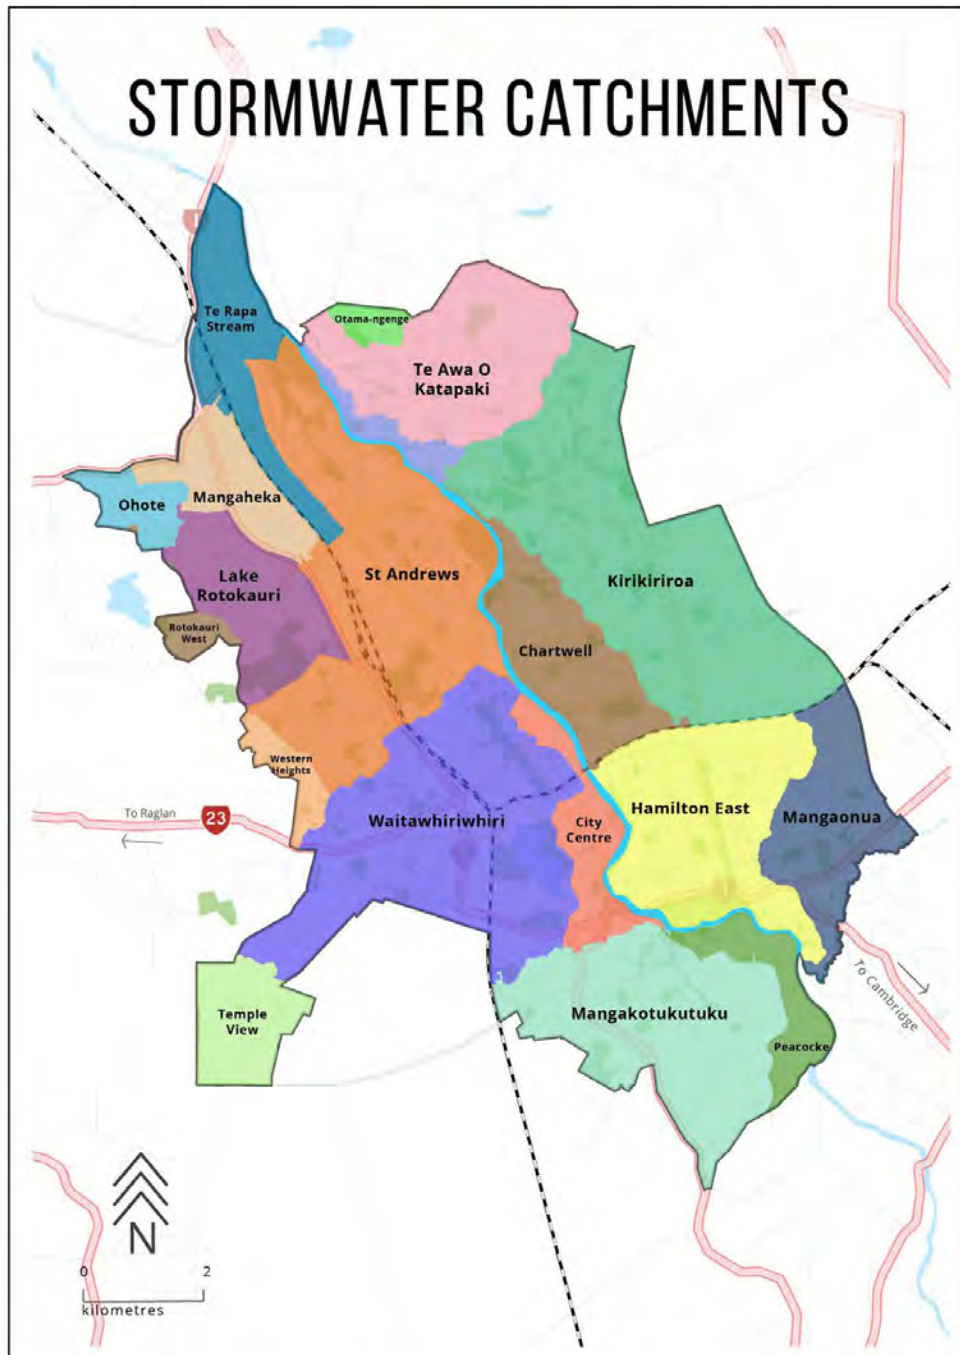 STORMWATER CATCHMENTS
1
Te Rapa
Stream
Otama-ngenge
Te Awa O
Katapaki
Ohote
Mangaheka
Lake
Rotokauri
St Andrews
Kirikiriroa
Rotokauri
West
Chartwell
Western
Heights
To Raglan
23
Waitawhiriwhiri
City
Centre
Hamilton East
Mangaonua
To Cambridge
Temple
View
Mangakotukutuku
Peacocke
N
0 2
kilometres